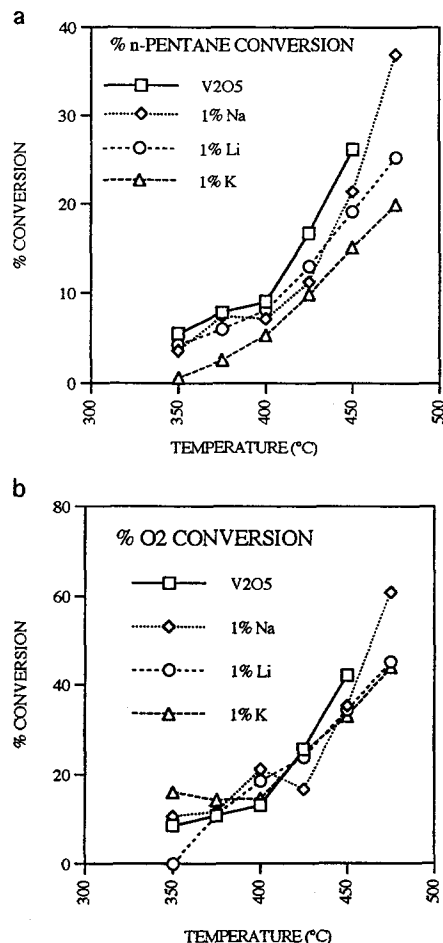 a
% n-PENTANE CONVERSION
V2O5
1% Na
1% Li
1% K
% CONVERSION
40
30
20
10
0
300
350
400
450
500
TEMPERATURE (°C)
b
% O2 CONVERSION
V2O5
1% Na
1% Li
1% K
% CONVERSION
80
60
40
20
0
300
350
400
450
500
TEMPERATURE (°C)